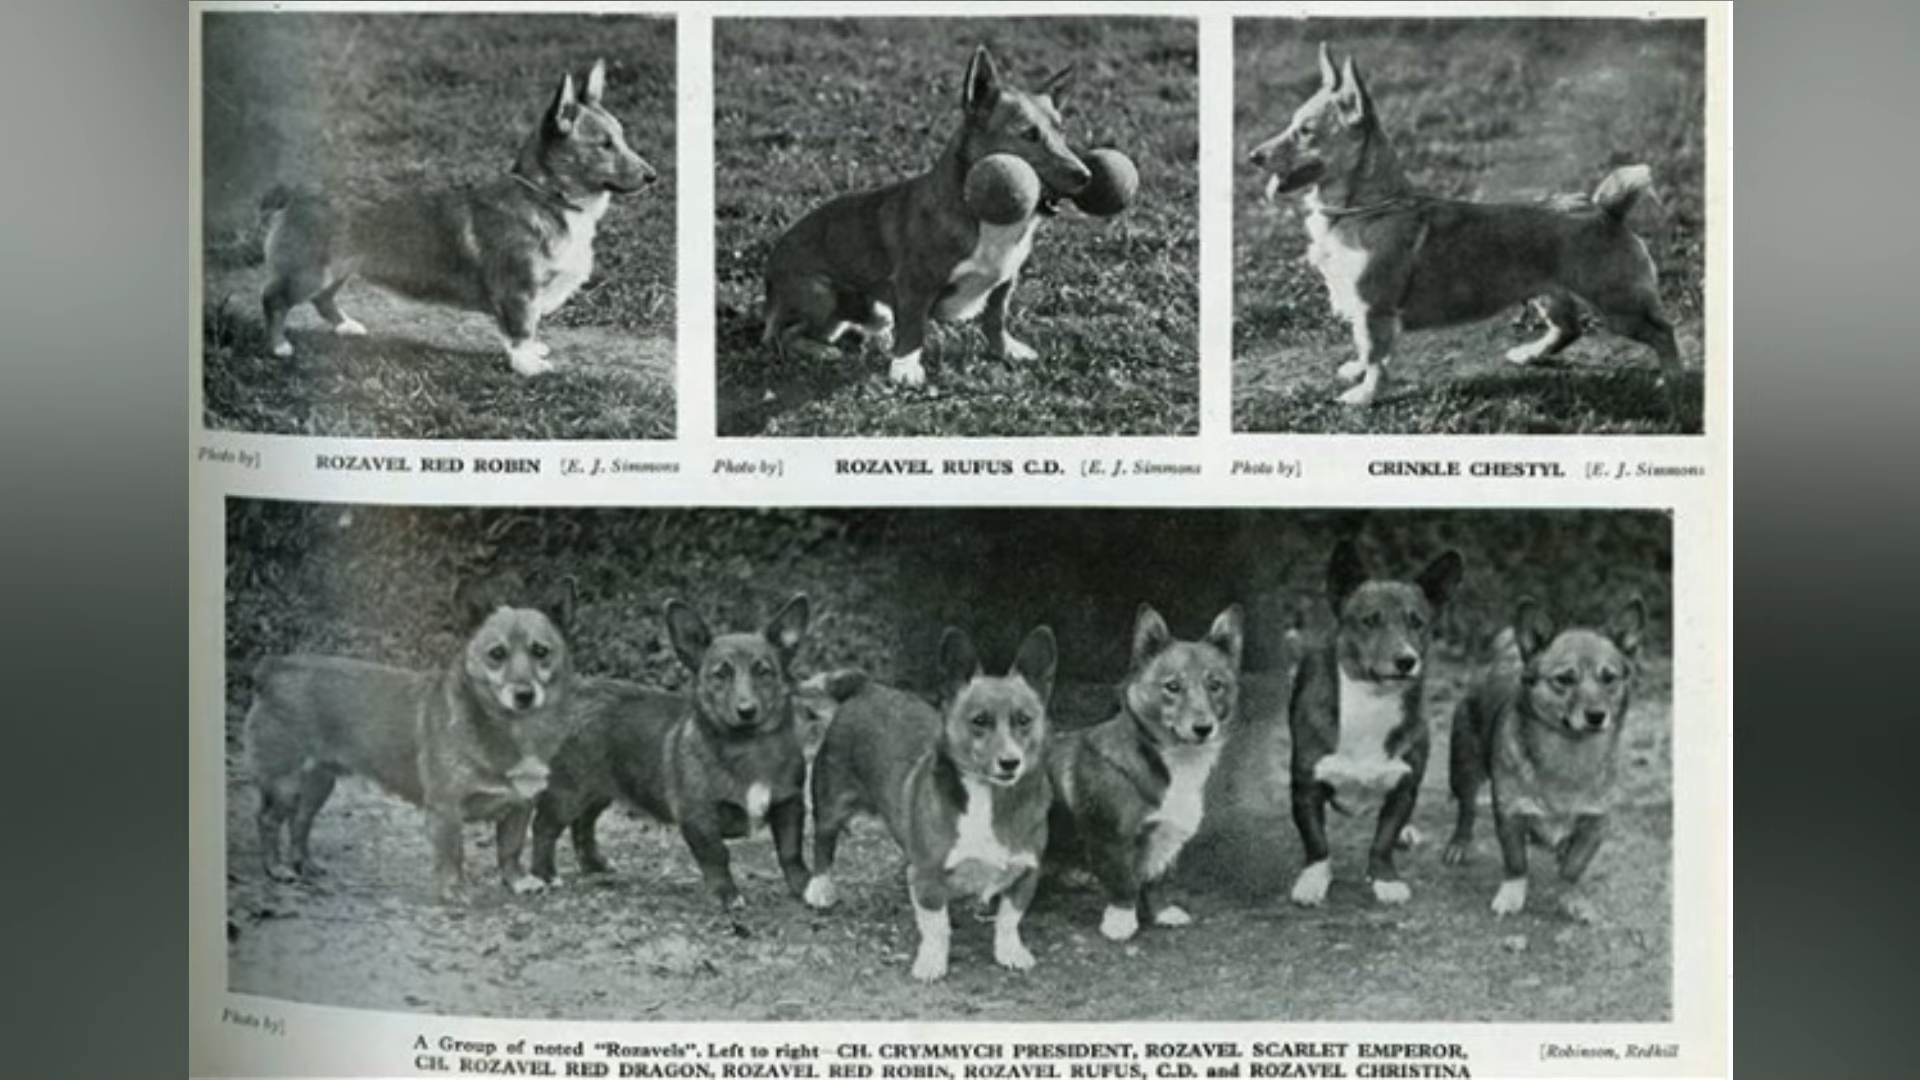 Photo by] ROZAVEL RED ROBIN [E. J. Simmons
Photo by] ROZAVEL RUFUS C.D. [E. J. Simmons
Photo by] CRINKLE CHESTYL [E. J. Simmons
Photo by]
A Group of noted "Rozavels". Left to right—CH. CRYMMYCH PRESIDENT, ROZAVEL SCARLET EMPEROR, [Robinson, Redhill
CH. ROZAVEL RED DRAGON, ROZAVEL RED ROBIN, ROZAVEL RUFUS, C.D. and ROZAVEL CHRISTINA